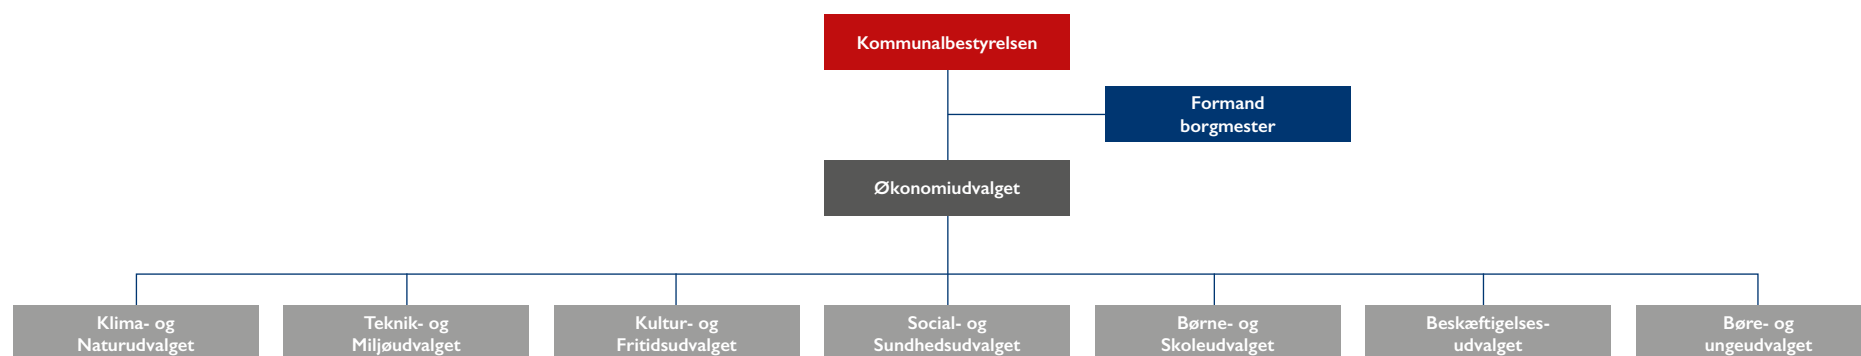 Kommunalbestyrelsen
Formand
borgmester
Økonomiudvalget
Klima- og
Naturudvalget
Teknik- og
Miljøudvalget
Kultur- og
Fritidsudvalget
Social- og
Sundhedsudvalget
Børne- og
Skoleudvalget
Beskæftigelses-
udvalget
Børe- og
ungeudvalget